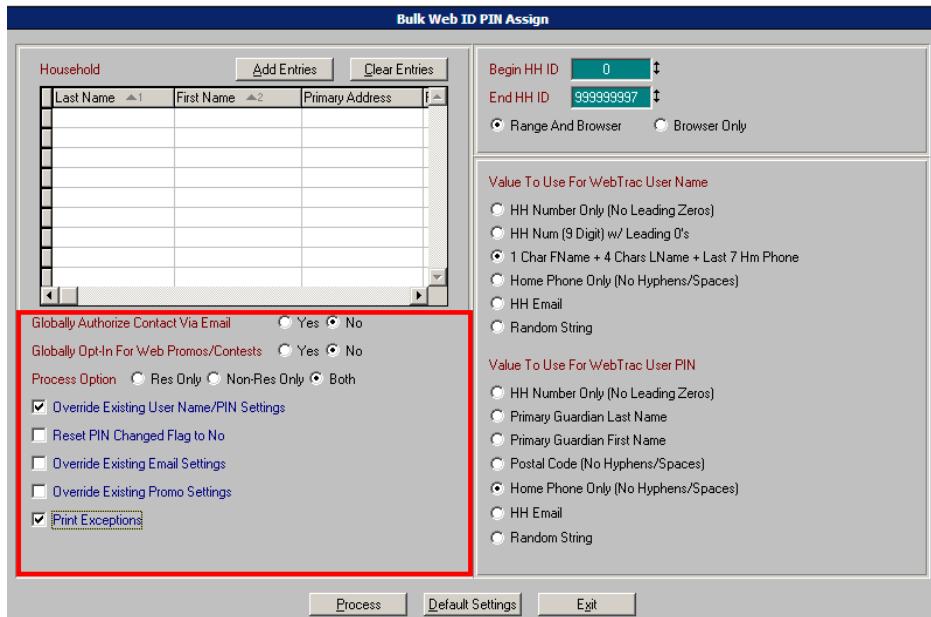 Bulk Web ID PIN Assign
Household Add Entries Clear Entries
Last Name 1 First Name 2 Primary Address
Globally Authorize Contact Via Email Yes No
Globally Opt-In For Web Promos/Contests Yes No
Process Option Res Only Non-Res Only Both
Override Existing User Name/PIN Settings
Reset PIN Changed Flag to No
Override Existing Email Settings
Override Existing Promo Settings
Print Exceptions
Begin HH ID 0
End HH ID 999999997
Range And Browser Browser Only
Value To Use For WebTrac User Name
HH Number Only (No Leading Zeros)
HH Num (9 Digit) w/ Leading 0's
1 Char FName + 4 Chars LName + Last 7 Hm Phone
Home Phone Only (No Hyphens/Spaces)
HH Email
Random String
Value To Use For WebTrac User PIN
HH Number Only (No Leading Zeros)
Primary Guardian Last Name
Primary Guardian First Name
Postal Code (No Hyphens/Spaces)
Home Phone Only (No Hyphens/Spaces)
HH Email
Random String
Process Default Settings Exit